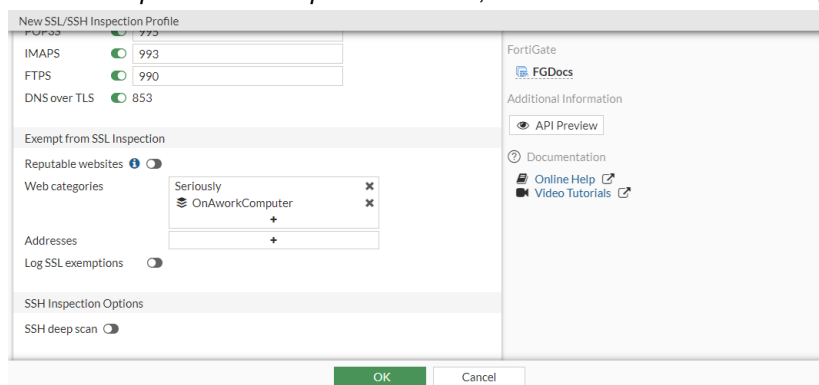 New SSL/SSH Inspection Profile
POP3S 995
IMAPS 993
FTPS 990
DNS over TLS 853
Exempt from SSL Inspection
Reputable websites
Web categories Seriously
OnAworkComputer
+
Addresses +
Log SSL exemptions
SSH Inspection Options
SSH deep scan
FortiGate
FGDocs
Additional Information
API Preview
Documentation
Online Help
Video Tutorials
OK Cancel